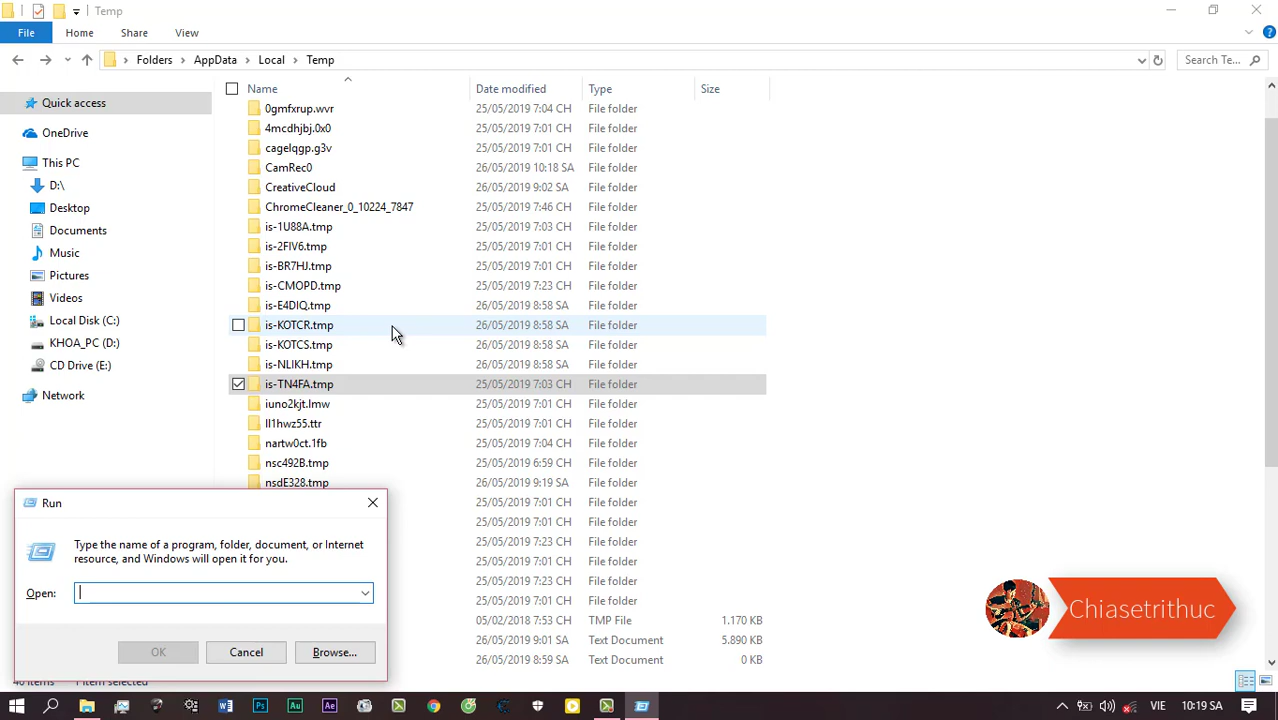 Temp
File Home Share View
Folders Appdata Local Temp Search Te...
Name Date modified Type Size
Quick access
OneDrive
This PC
D:\
Desktop
Documents
Music
Pictures
Videos
Local Disk (C:)
KHOA_PC (D:)
CD Drive (E:)
Network
0gmfxrup.wvr 25/05/2019 7:04 CH File folder
4mcdhjbj.0x0 25/05/2019 7:01 CH File folder
cagelqgp.g3v 25/05/2019 7:01 CH File folder
CamRec0 26/05/2019 10:18 SA File folder
CreativeCloud 26/05/2019 9:02 SA File folder
ChromeCleaner_0_10224_7847 25/05/2019 7:46 CH File folder
is-1U88A.tmp 25/05/2019 7:03 CH File folder
is-2FIV6.tmp 25/05/2019 7:01 CH File folder
is-BR7HJ.tmp 25/05/2019 7:01 CH File folder
is-CMOPD.tmp 25/05/2019 7:23 CH File folder
is-E4DIQ.tmp 26/05/2019 8:58 SA File folder
is-KOTCR.tmp 26/05/2019 8:58 SA File folder
is-KOTCS.tmp 26/05/2019 8:58 SA File folder
is-NLIKH.tmp 26/05/2019 8:58 SA File folder
is-TN4FA.tmp 25/05/2019 7:03 CH File folder
iuno2kjt.lmw 25/05/2019 7:01 CH File folder
ll1hwz55.ttr 25/05/2019 7:01 CH File folder
nartw0ct.1fb 25/05/2019 7:04 CH File folder
nsc492B.tmp 25/05/2019 6:59 CH File folder
nsdE328.tmp 26/05/2019 9:19 SA File folder
25/05/2019 7:01 CH File folder
25/05/2019 7:01 CH File folder
25/05/2019 7:23 CH File folder
25/05/2019 7:01 CH File folder
25/05/2019 7:23 CH File folder
25/05/2019 7:01 CH File folder
05/02/2018 7:53 CH TMP File 1.170 KB
26/05/2019 9:01 SA Text Document 5.890 KB
26/05/2019 8:59 SA Text Document 0 KB
Run
Type the name of a program, folder, document, or Internet
resource, and Windows will open it for you.
Open:
OK Cancel Browse...
Chiasetrithuc
VIE 10:19 SA